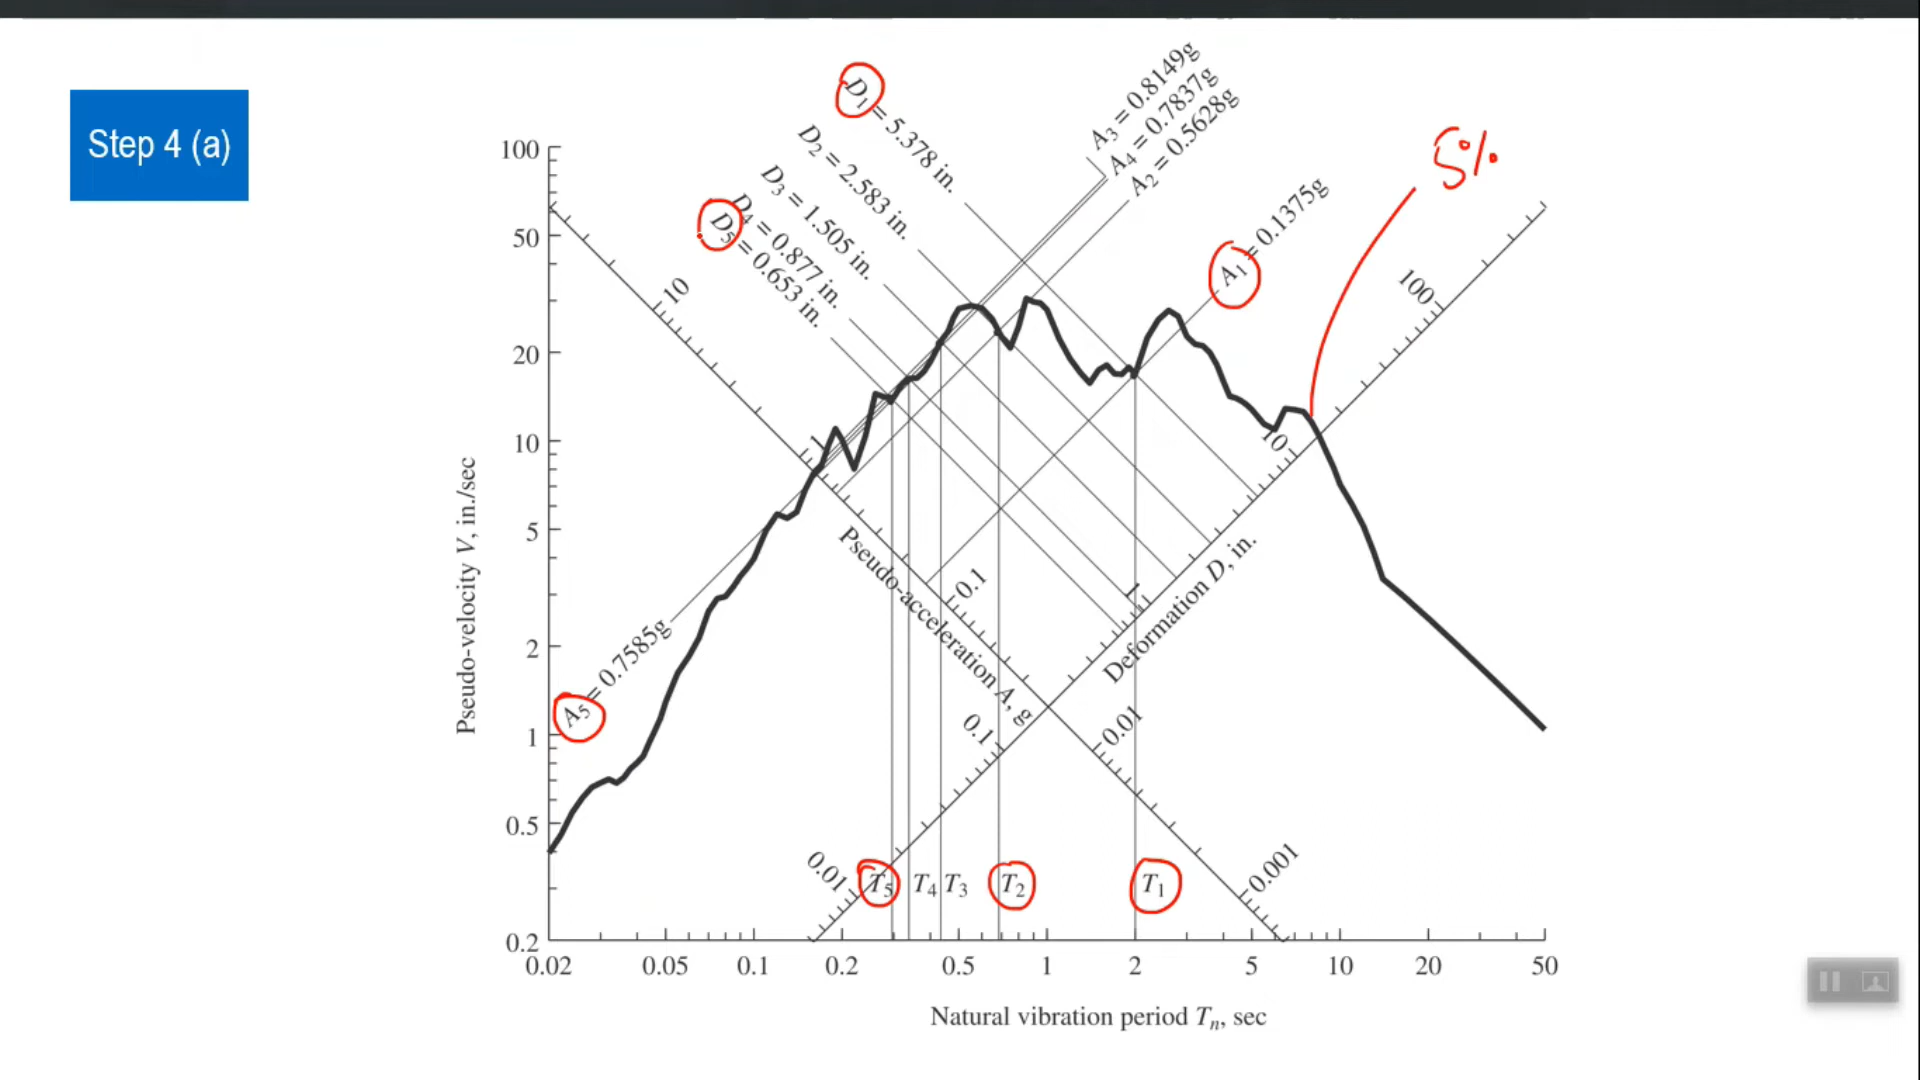 Step 4 (a)
D₁ = 5.378 in.
D₂ = 2.583 in.
D₃ = 1.505 in.
D₄ = 0.877 in.
D₅ = 0.653 in.
A₃ = 0.8149g
A₄ = 0.7837g
A₂ = 0.5628g
A₁ = 0.1375g
A₅ = 0.7585g
5%
100
50
20
10
5
2
1
0.5
0.2
Pseudo-velocity V, in./sec
10
1
0.1
0.01
0.001
Pseudo-acceleration A, g
100
10
1
0.1
0.01
Deformation D, in.
T₅
T₄
T₃
T₂
T₁
0.02
0.05
0.1
0.2
0.5
1
2
5
10
20
50
Natural vibration period Tₙ, sec